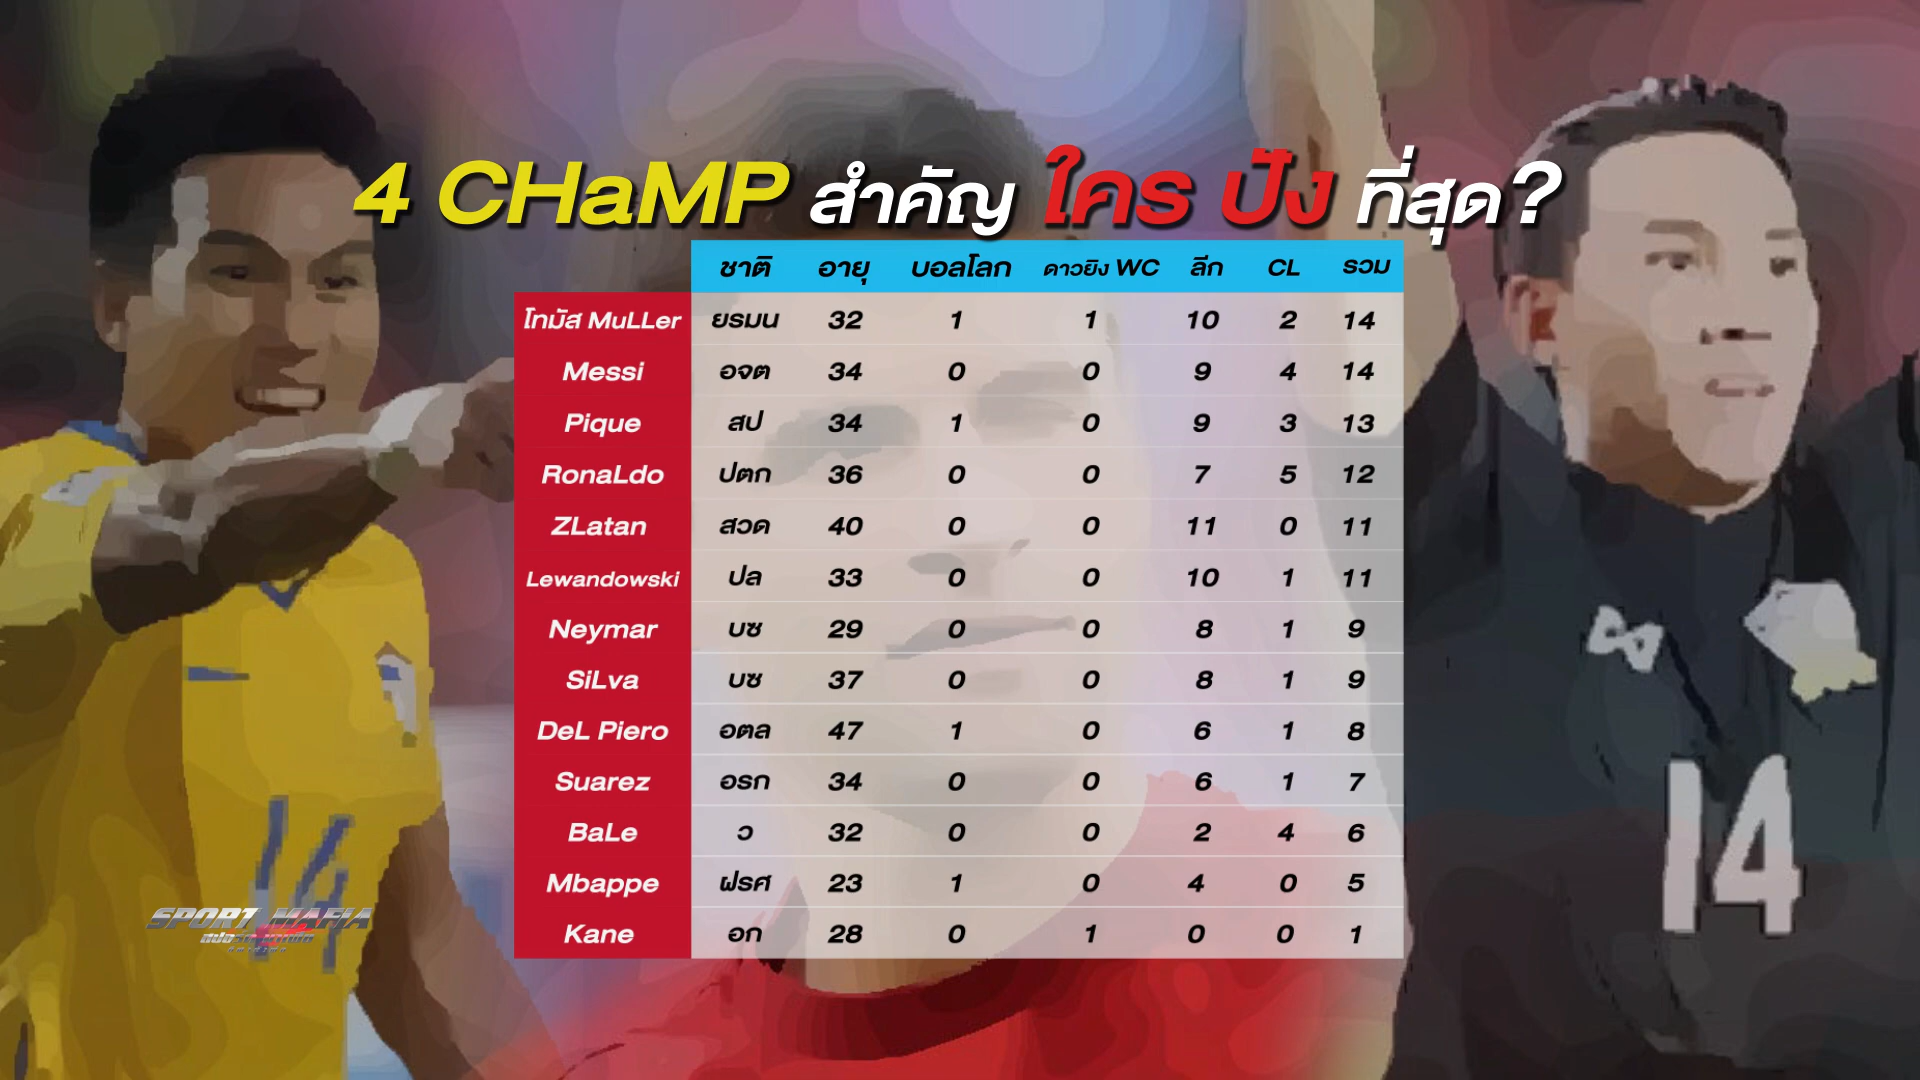 4 CHaMP สำคัญ ใคร ปัง ที่สุด?
ชาติ อายุ บอลโลก ดาวยิง WC ลีก CL รวม
โทมัส MuLLer ยรมน 32 1 1 10 2 14
Messi อจต 34 0 0 9 4 14
Pique สป 34 1 0 9 3 13
RonaLdo ปตก 36 0 0 7 5 12
ZLatan สวด 40 0 0 11 0 11
Lewandowski ปล 33 0 0 10 1 11
Neymar บซ 29 0 0 8 1 9
SiLva บซ 37 0 0 8 1 9
DeL Piero อตล 47 1 0 6 1 8
Suarez อรก 34 0 0 6 1 7
BaLe ว 32 0 0 2 4 6
Mbappe ฝรศ 23 1 0 4 0 5
Kane อก 28 0 1 0 0 1
SPORT MAFIA
14
14